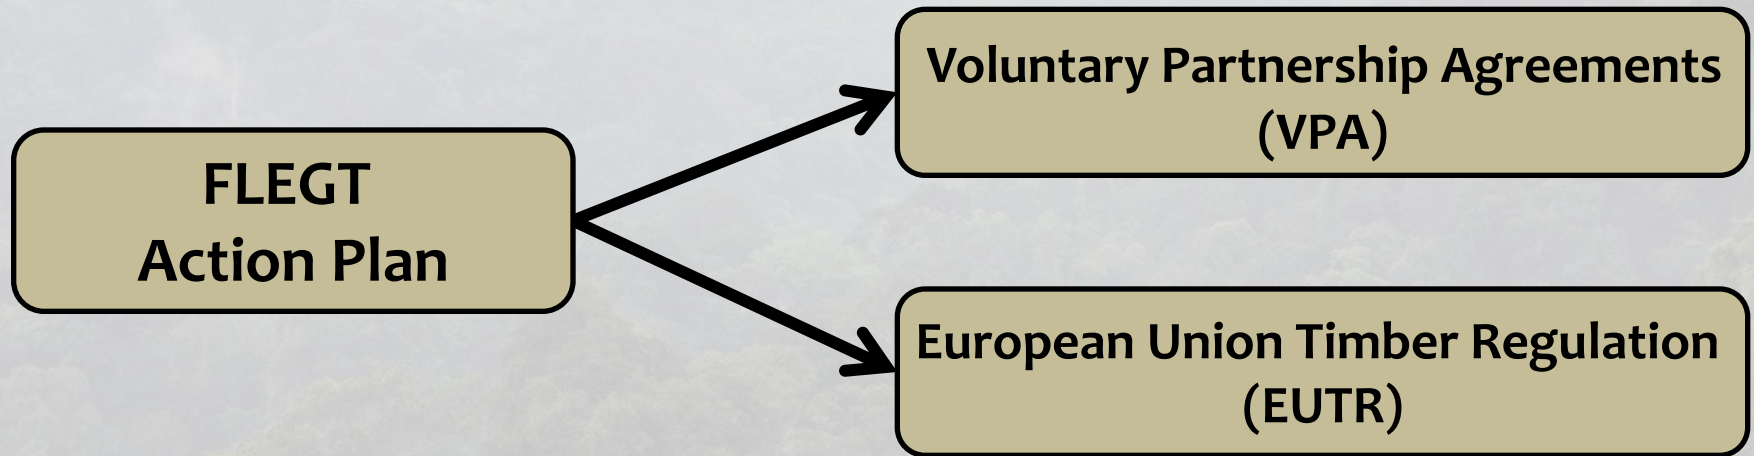 FLEGT
Action Plan
Voluntary Partnership Agreements
(VPA)
European Union Timber Regulation
(EUTR)